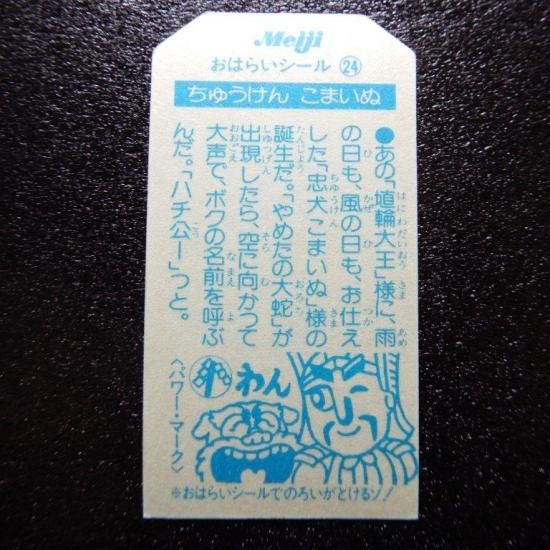 Meiji
おはらいシール 24
ちゅうけん こまいぬ
●あの、「埴輪大王」様に、雨
の日も、風の日も、お仕え
した「忠犬こまいぬ」様の
誕生だ。「やめたの大蛇」が
出現したら、空に向かって
大声で、ボクの名前を呼ぶ
んだ。「ハチ公ー」っと。
わん
〈パワー・マーク〉
※おはらいシールでのろいがとけるゾ！